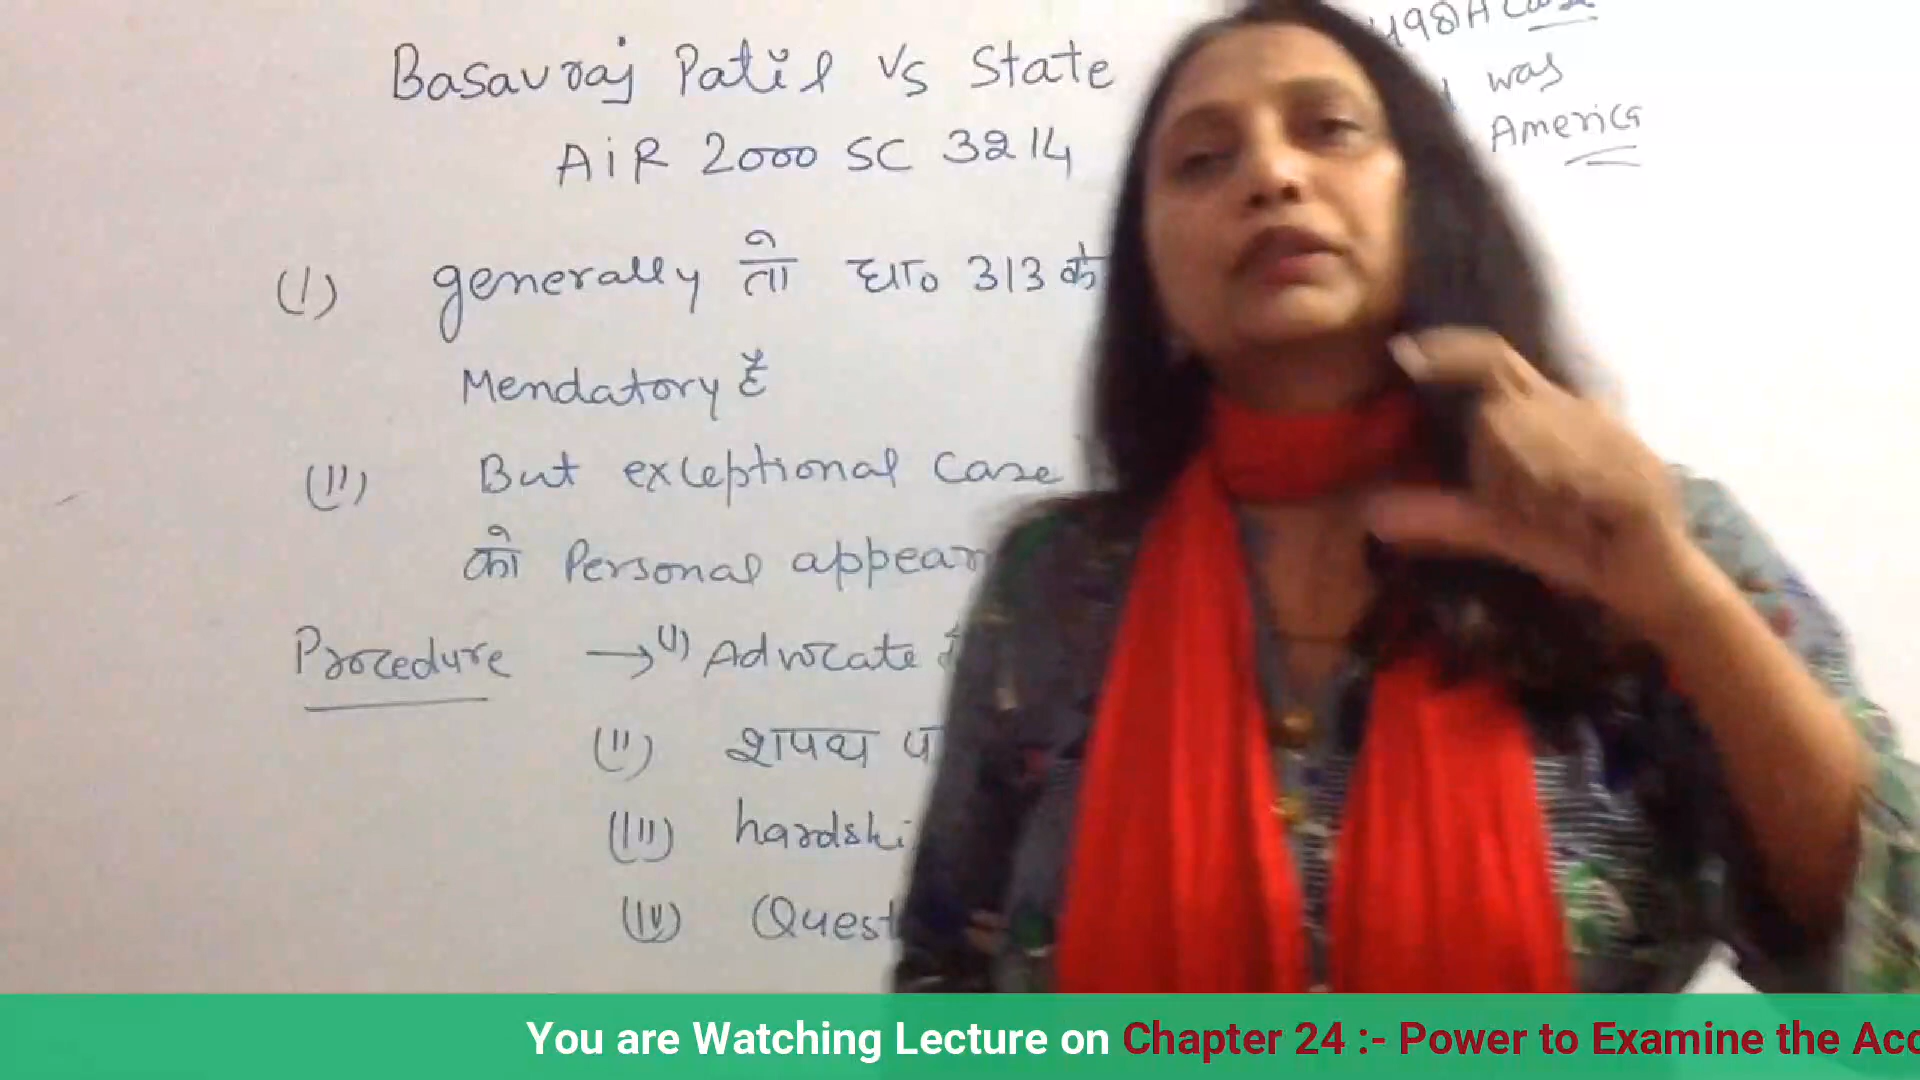 Basavraj Patil Vs State
AIR 2000 SC 3214
498A Case
was
America
(I) generally तो धा० 313 के
Mendatory है
(II) But exceptional Case
को Personal appear
Procedure → (I) Advocate
(II) शपथ
(III) hardshi
(IV) Quest
You are Watching Lecture on Chapter 24 :- Power to Examine the Acc